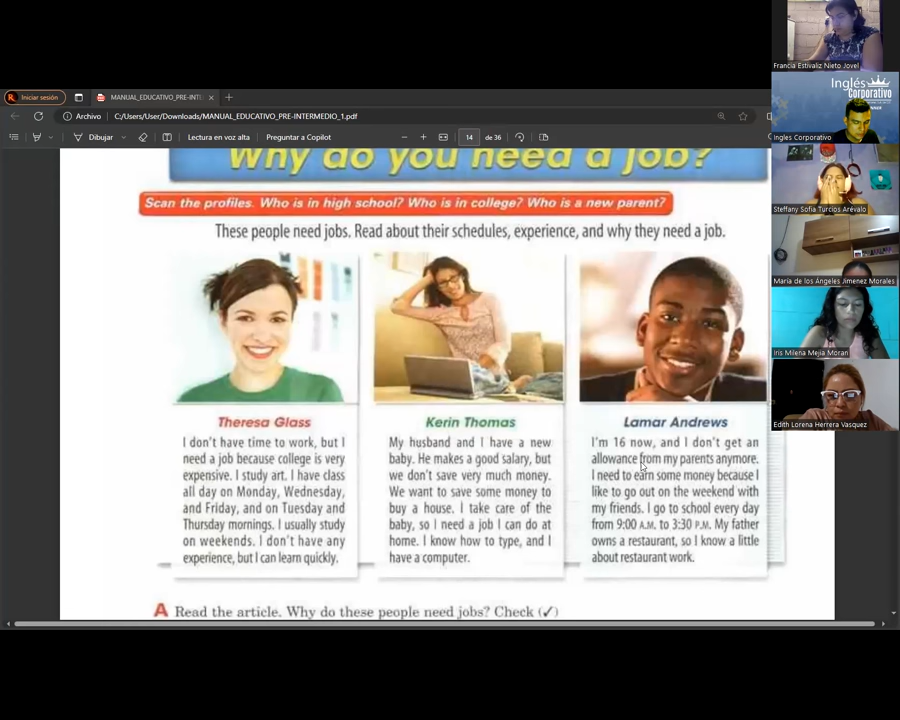 Francia Estivaliz Nieto Jovel
Inglés
Corporativo
Ingles Corporativo
Steffany Sofia Turcios Arévalo
María de los Ángeles Jimenez Morales
Iris Milena Mejia Moran
Edith Lorena Herrera Vasquez
Iniciar sesión
MANUAL_EDUCATIVO_PRE-INTE
Archivo
C:/Users/User/Downloads/MANUAL_EDUCATIVO_PRE-INTERMEDIO_1.pdf
Dibujar
Lectura en voz alta
Preguntar a Copilot
14
de 36
Why do you need a job?
Scan the profiles. Who is in high school? Who is in college? Who is a new parent?
These people need jobs. Read about their schedules, experience, and why they need a job.
Theresa Glass
I don't have time to work, but I
need a job because college is very
expensive. I study art. I have class
all day on Monday, Wednesday,
and Friday, and on Tuesday and
Thursday mornings. I usually study
on weekends. I don't have any
experience, but I can learn quickly.
Kerin Thomas
My husband and I have a new
baby. He makes a good salary, but
we don't save very much money.
We want to save some money to
buy a house. I take care of the
baby, so I need a job I can do at
home. I know how to type, and I
have a computer.
Lamar Andrews
I'm 16 now, and I don't get an
allowance from my parents anymore.
I need to earn some money because I
like to go out on the weekend with
my friends. I go to school every day
from 9:00 A.M. to 3:30 P.M. My father
owns a restaurant, so I know a little
about restaurant work.
A Read the article. Why do these people need jobs? Check (✓)